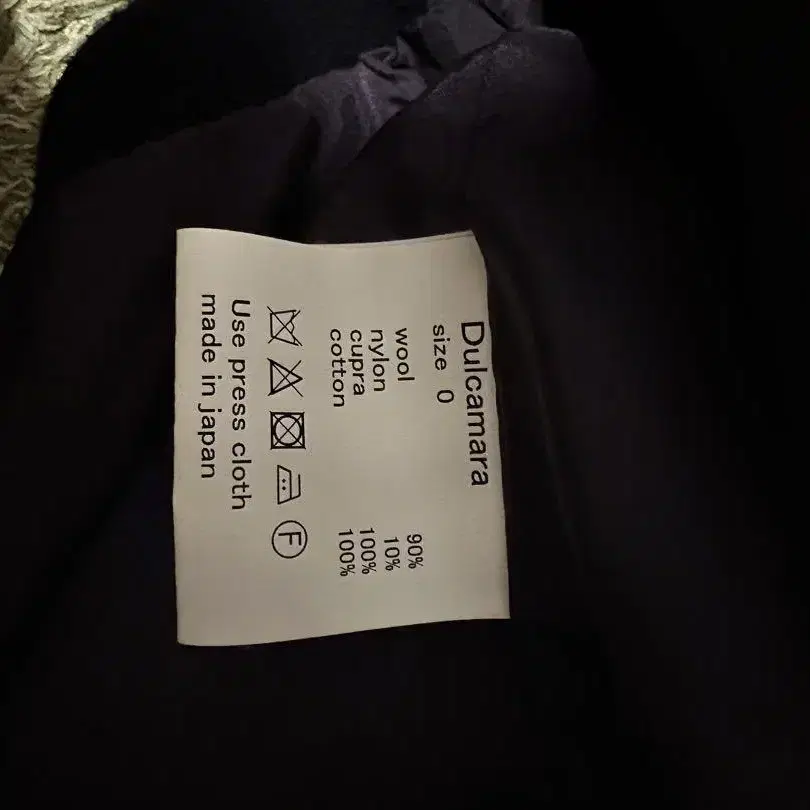 Dulcamara
size 0
wool 90%
nylon 10%
cupra 100%
cotton 100%
F
Use press cloth
made in japan